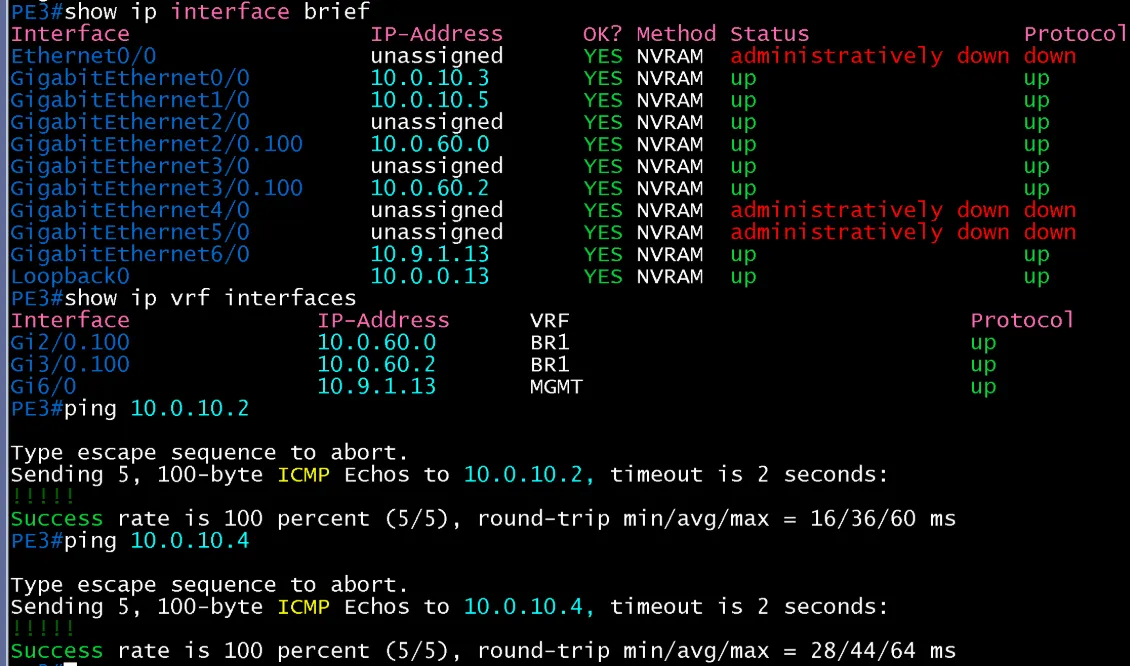 PE3#show ip interface brief
Interface IP-Address OK? Method Status Protocol
Ethernet0/0 unassigned YES NVRAM administratively down down
GigabitEthernet0/0 10.0.10.3 YES NVRAM up up
GigabitEthernet1/0 10.0.10.5 YES NVRAM up up
GigabitEthernet2/0 unassigned YES NVRAM up up
GigabitEthernet2/0.100 10.0.60.0 YES NVRAM up up
GigabitEthernet3/0 unassigned YES NVRAM up up
GigabitEthernet3/0.100 10.0.60.2 YES NVRAM up up
GigabitEthernet4/0 unassigned YES NVRAM administratively down down
GigabitEthernet5/0 unassigned YES NVRAM administratively down down
GigabitEthernet6/0 10.9.1.13 YES NVRAM up up
Loopback0 10.0.0.13 YES NVRAM up up
PE3#show ip vrf interfaces
Interface IP-Address VRF Protocol
Gi2/0.100 10.0.60.0 BR1 up
Gi3/0.100 10.0.60.2 BR1 up
Gi6/0 10.9.1.13 MGMT up
PE3#ping 10.0.10.2
Type escape sequence to abort.
Sending 5, 100-byte ICMP Echos to 10.0.10.2, timeout is 2 seconds:
!!!!!
Success rate is 100 percent (5/5), round-trip min/avg/max = 16/36/60 ms
PE3#ping 10.0.10.4
Type escape sequence to abort.
Sending 5, 100-byte ICMP Echos to 10.0.10.4, timeout is 2 seconds:
!!!!!
Success rate is 100 percent (5/5), round-trip min/avg/max = 28/44/64 ms